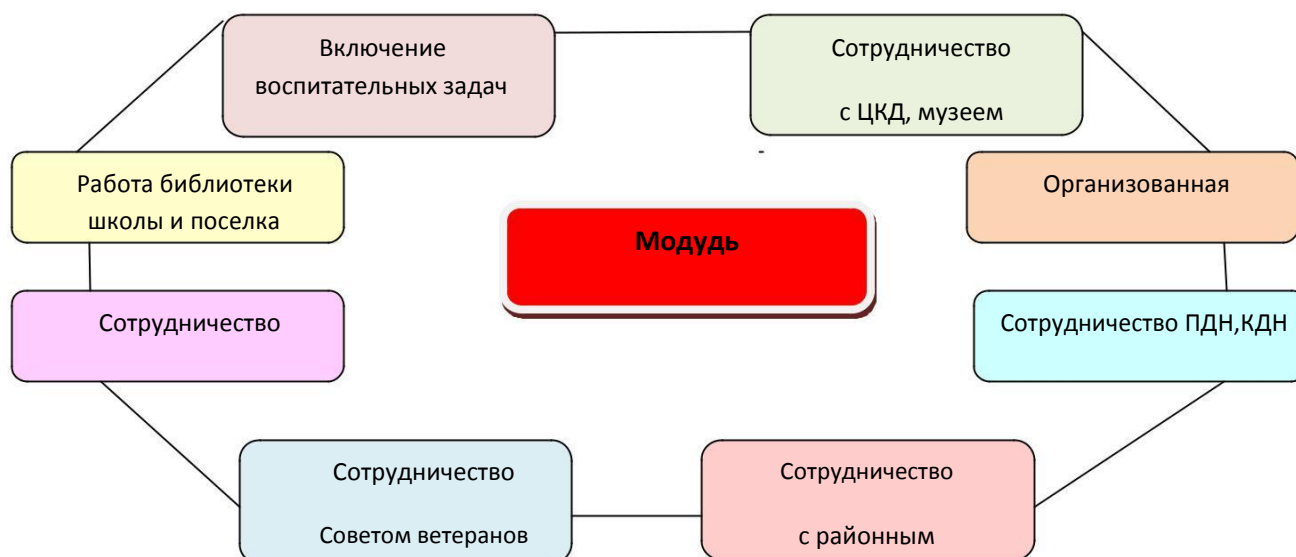 Включение
воспитательных задач
Сотрудничество
с ЦКД, музеем
-
Работа библиотеки
школы и поселка
Организованная
Модудь
Сотрудничество
Сотрудничество ПДН,КДН
Сотрудничество
Советом ветеранов
Сотрудничество
с районным